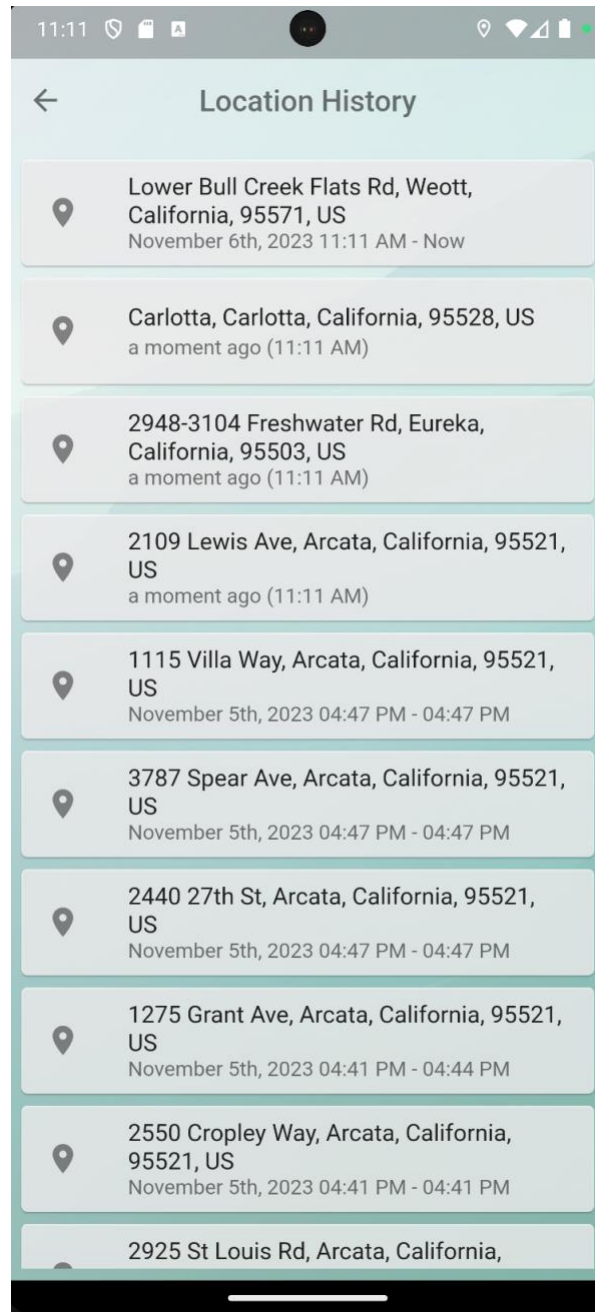 11:11
Location History
Lower Bull Creek Flats Rd, Weott,
California, 95571, US
November 6th, 2023 11:11 AM - Now
Carlotta, Carlotta, California, 95528, US
a moment ago (11:11 AM)
2948-3104 Freshwater Rd, Eureka,
California, 95503, US
a moment ago (11:11 AM)
2109 Lewis Ave, Arcata, California, 95521,
US
a moment ago (11:11 AM)
1115 Villa Way, Arcata, California, 95521,
US
November 5th, 2023 04:47 PM - 04:47 PM
3787 Spear Ave, Arcata, California, 95521,
US
November 5th, 2023 04:47 PM - 04:47 PM
2440 27th St, Arcata, California, 95521,
US
November 5th, 2023 04:47 PM - 04:47 PM
1275 Grant Ave, Arcata, California, 95521,
US
November 5th, 2023 04:41 PM - 04:44 PM
2550 Cropley Way, Arcata, California,
95521, US
November 5th, 2023 04:41 PM - 04:41 PM
2925 St Louis Rd, Arcata, California,